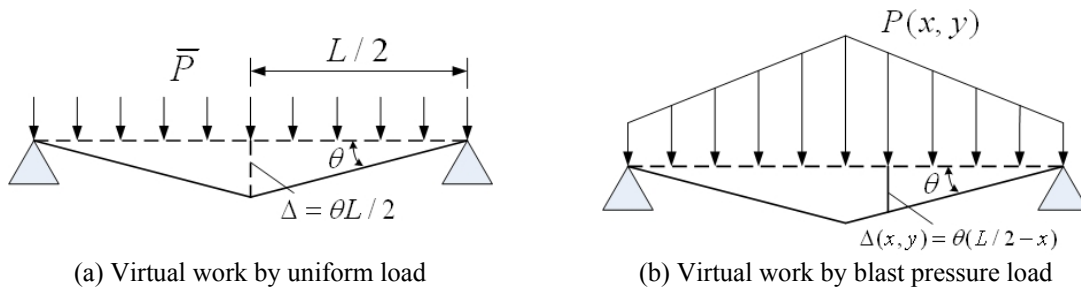 P̅
L / 2
θ
Δ = θL / 2
(a) Virtual work by uniform load
P(x, y)
θ
Δ(x, y) = θ(L / 2 − x)
(b) Virtual work by blast pressure load